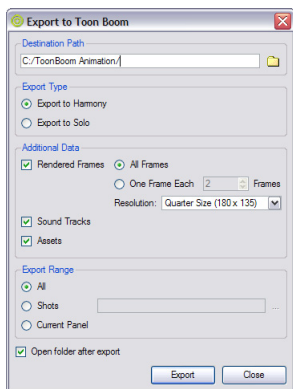 Export to Toon Boom
Destination Path
C:/ToonBoom Animation/
Export Type
Export to Harmony
Export to Solo
Additional Data
Rendered Frames All Frames
One Frame Each 2 Frames
Resolution: Quarter Size (180 x 135)
Sound Tracks
Assets
Export Range
All
Shots ...
Current Panel
Open folder after export
Export Close